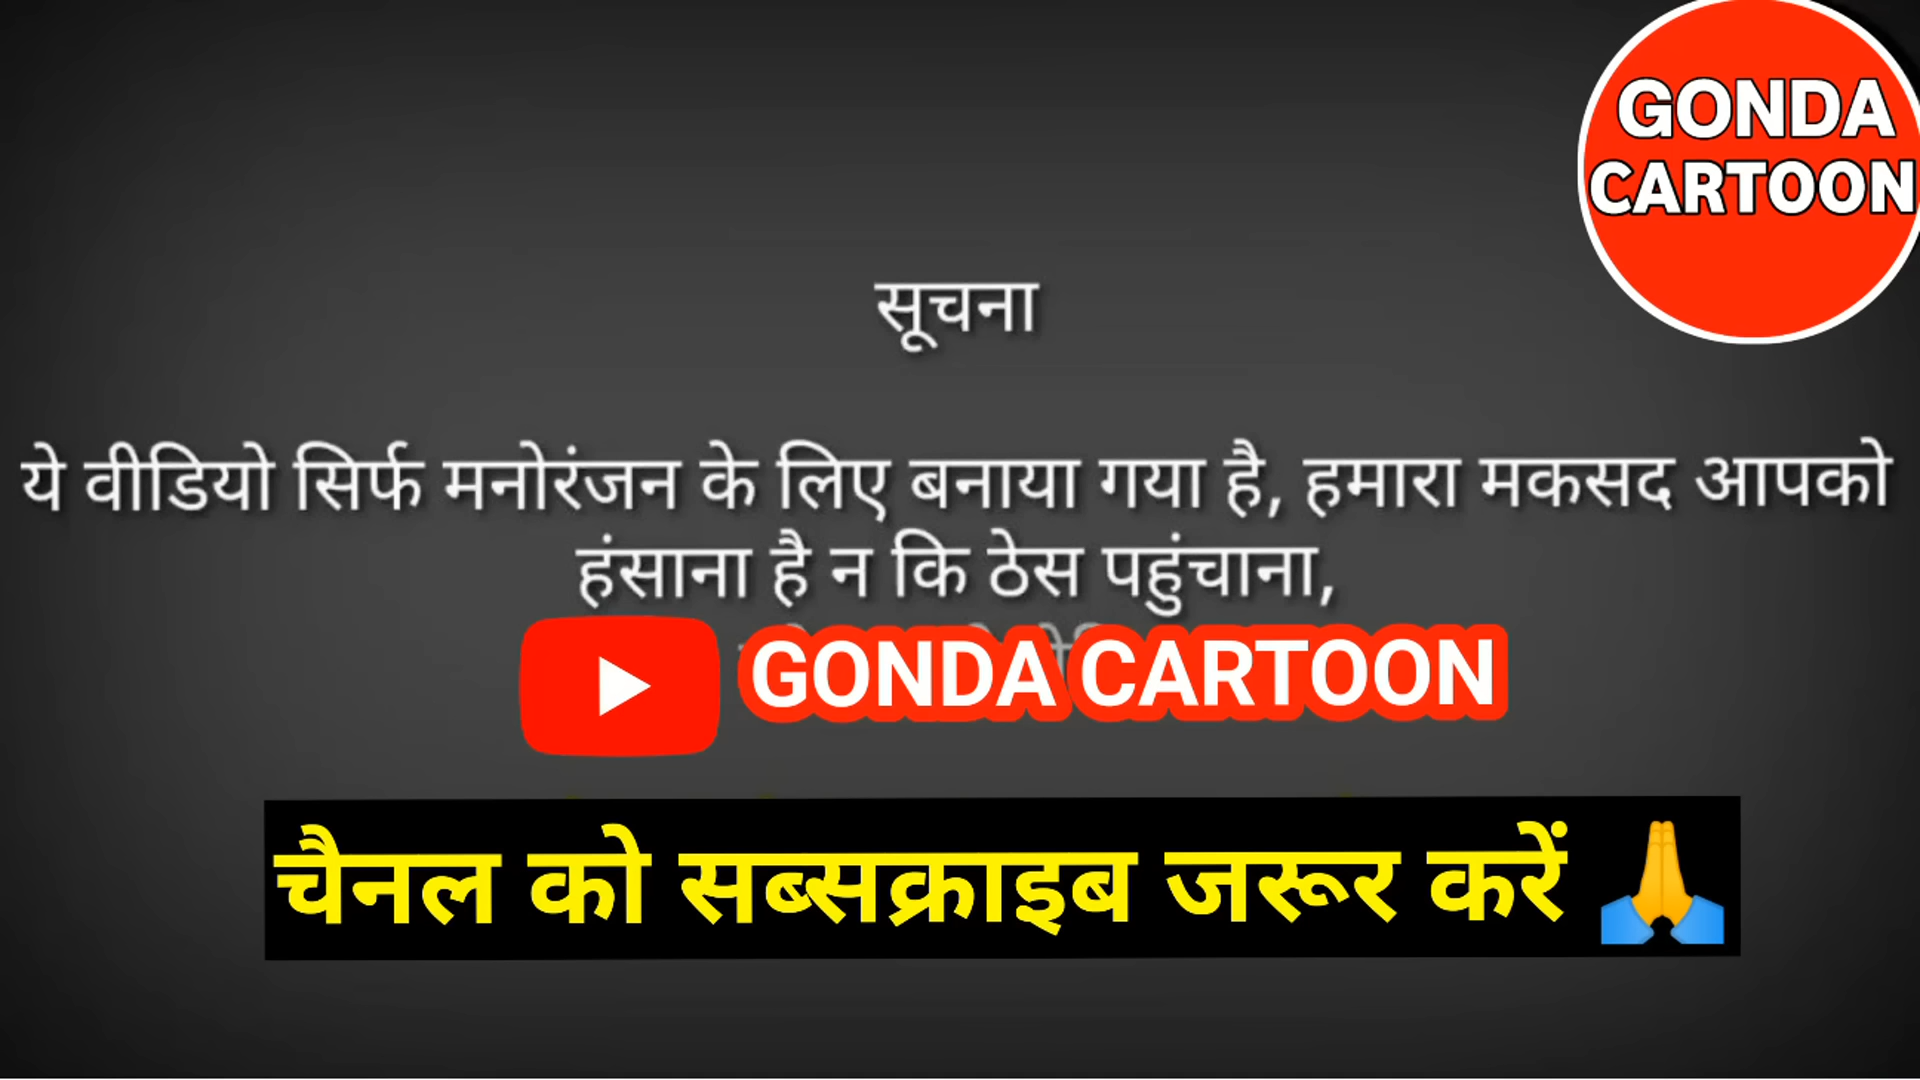 GONDA
CARTOON
सूचना
ये वीडियो सिर्फ मनोरंजन के लिए बनाया गया है, हमारा मकसद आपको
हंसाना है न कि ठेस पहुंचाना,
GONDA CARTOON
चैनल को सब्सक्राइब जरूर करें 🙏